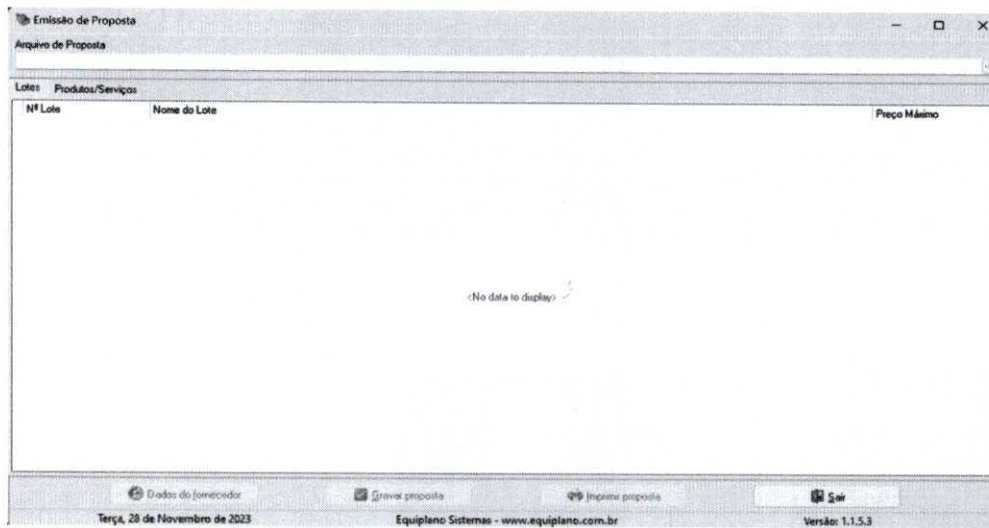 Emissão de Proposta
Arquivo de Proposta
Lotes Produtos/Serviços
Nº Lote Nome do Lote Preço Máximo
<No data to display>
Dados do fornecedor Gravar proposta Imprimir proposta Sair
Terça, 28 de Novembro de 2023 Equiplano Sistemas - www.equiplano.com.br Versão: 1.1.5.3